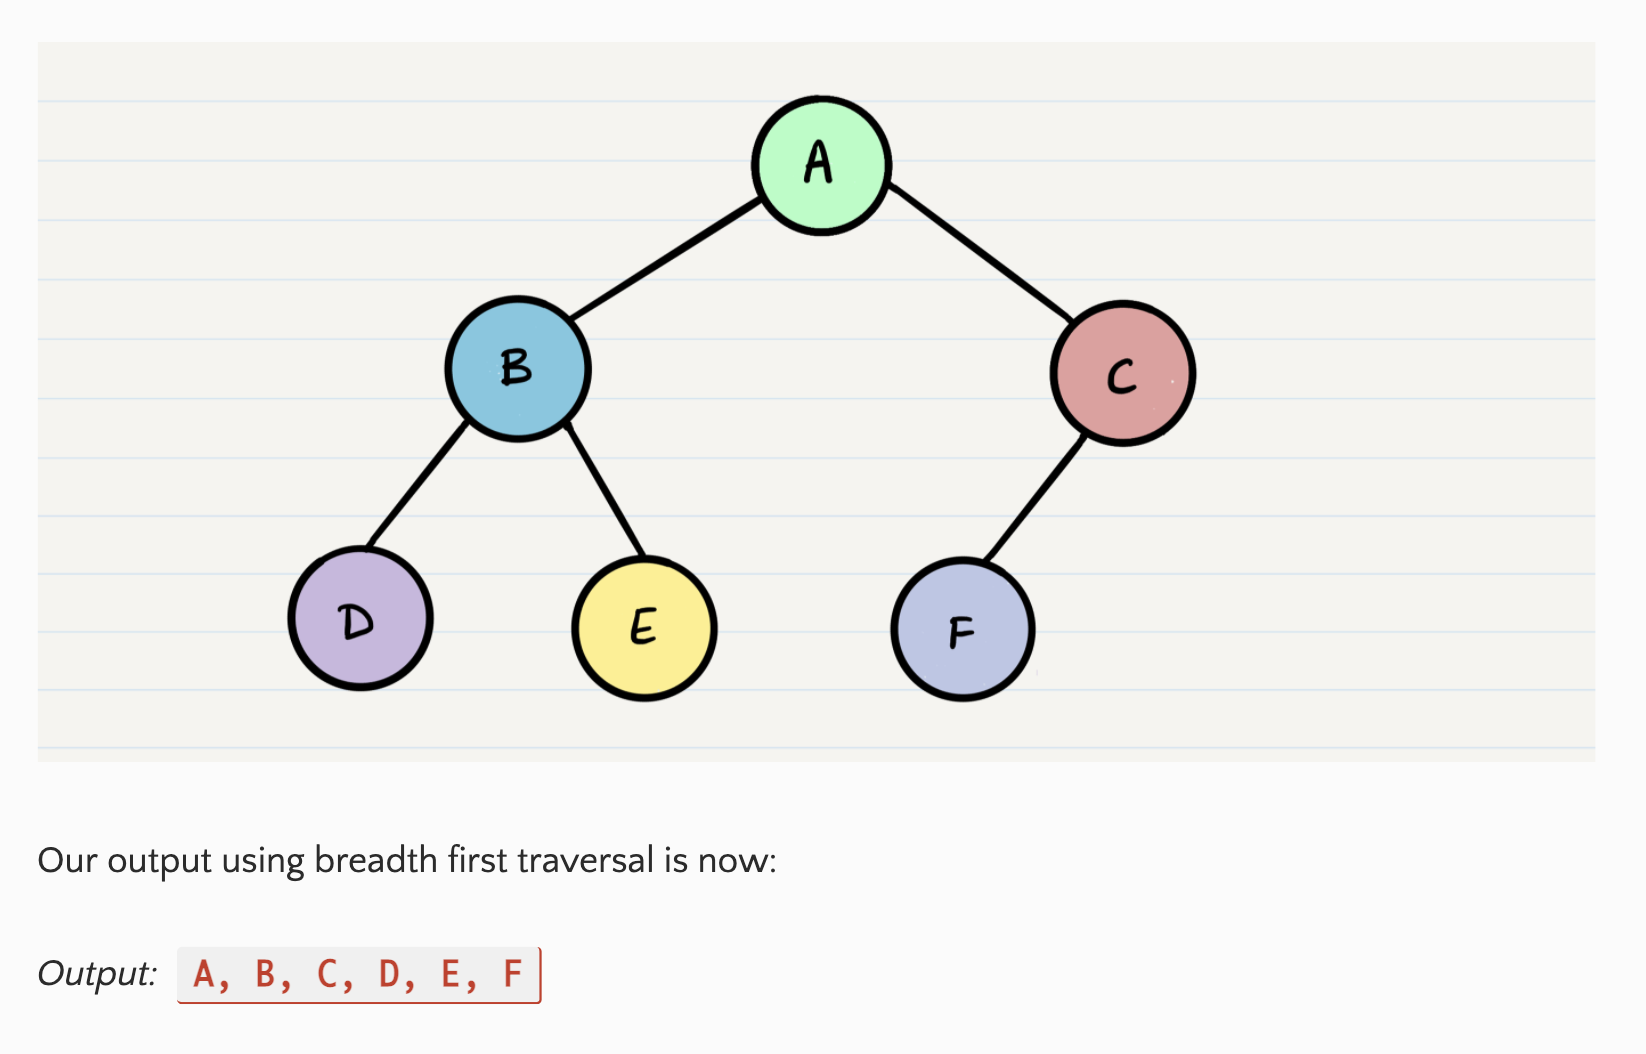 A
B
C
D
E
F
Our output using breadth first traversal is now:
Output: A, B, C, D, E, F